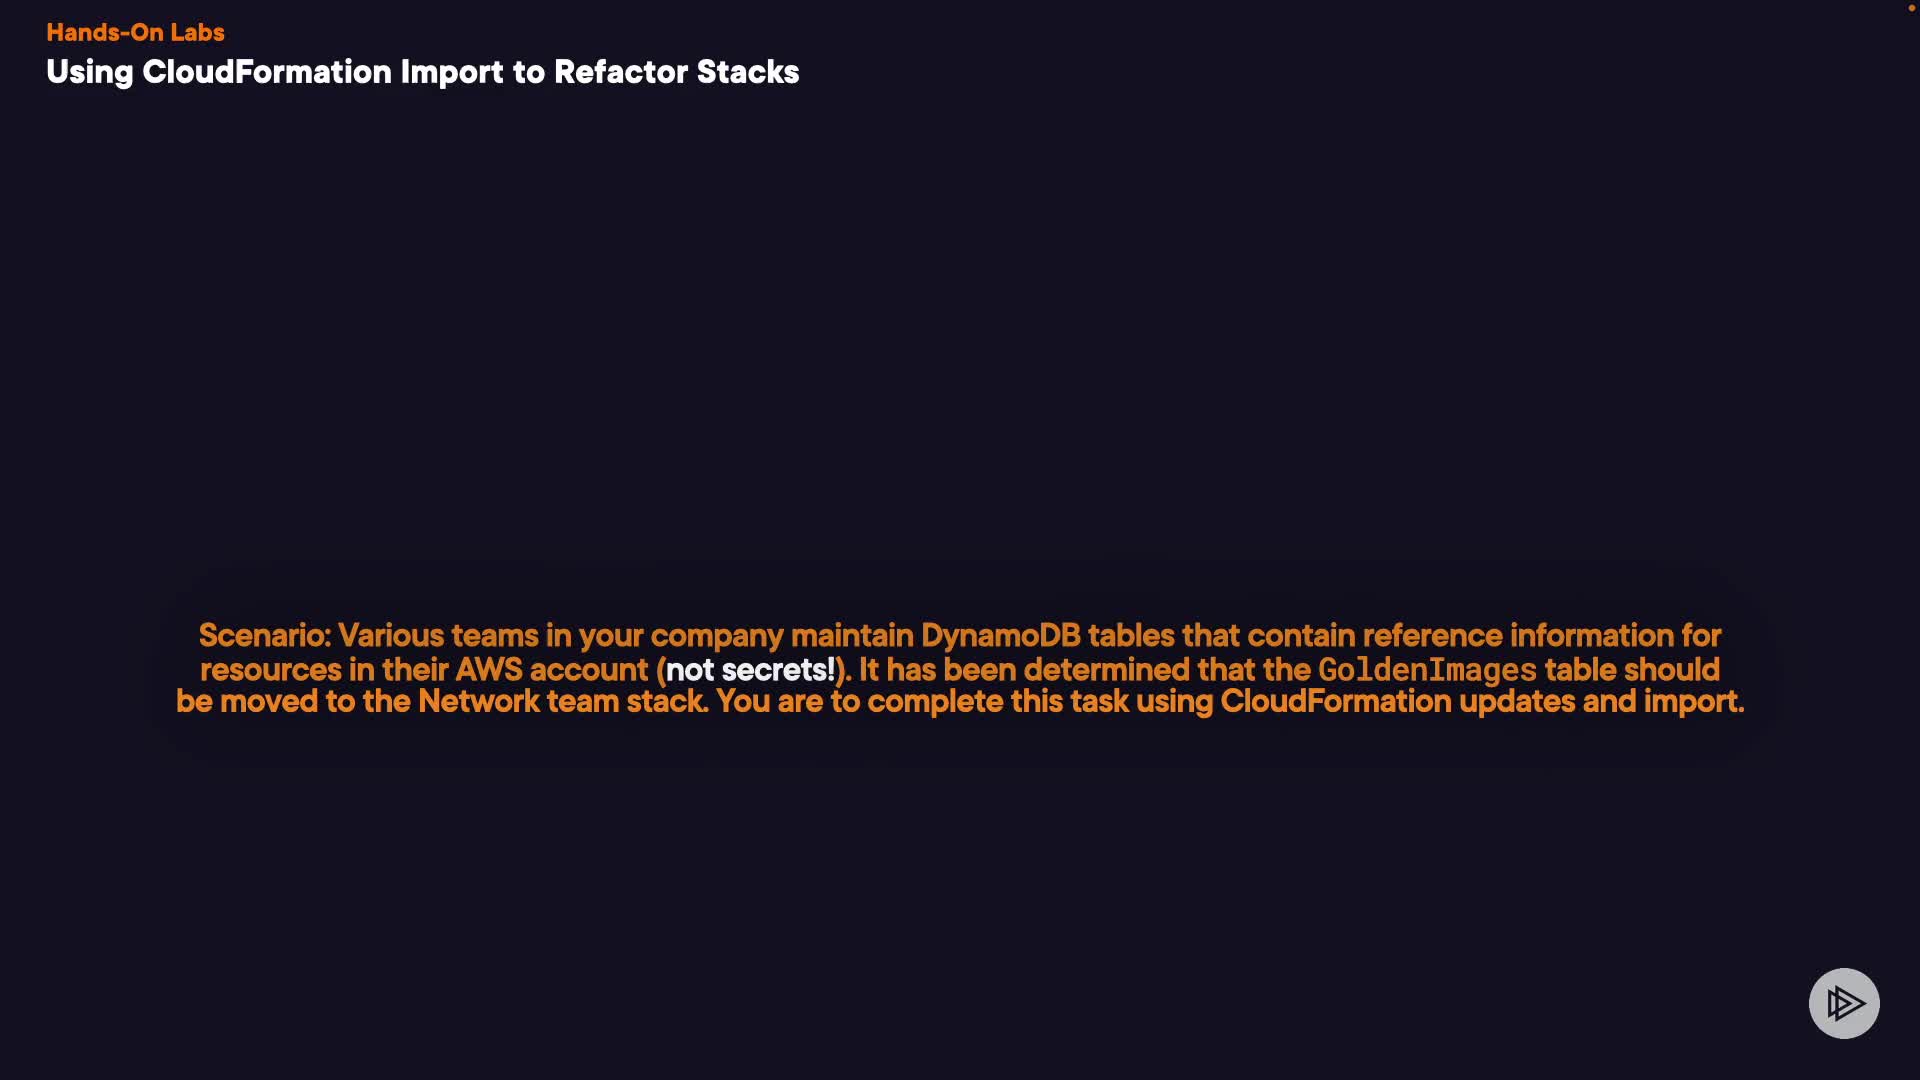 Hands-On Labs
Using CloudFormation Import to Refactor Stacks
Scenario: Various teams in your company maintain DynamoDB tables that contain reference information for
resources in their AWS account (not secrets!). It has been determined that the GoldenImages table should
be moved to the Network team stack. You are to complete this task using CloudFormation updates and import.